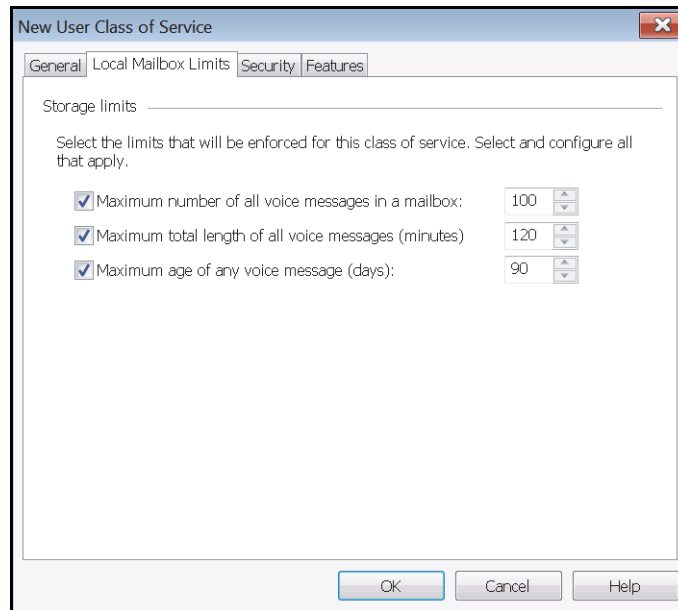 New User Class of Service
General Local Mailbox Limits Security Features
Storage limits
Select the limits that will be enforced for this class of service. Select and configure all
that apply.
Maximum number of all voice messages in a mailbox: 100
Maximum total length of all voice messages (minutes) 120
Maximum age of any voice message (days): 90
OK Cancel Help